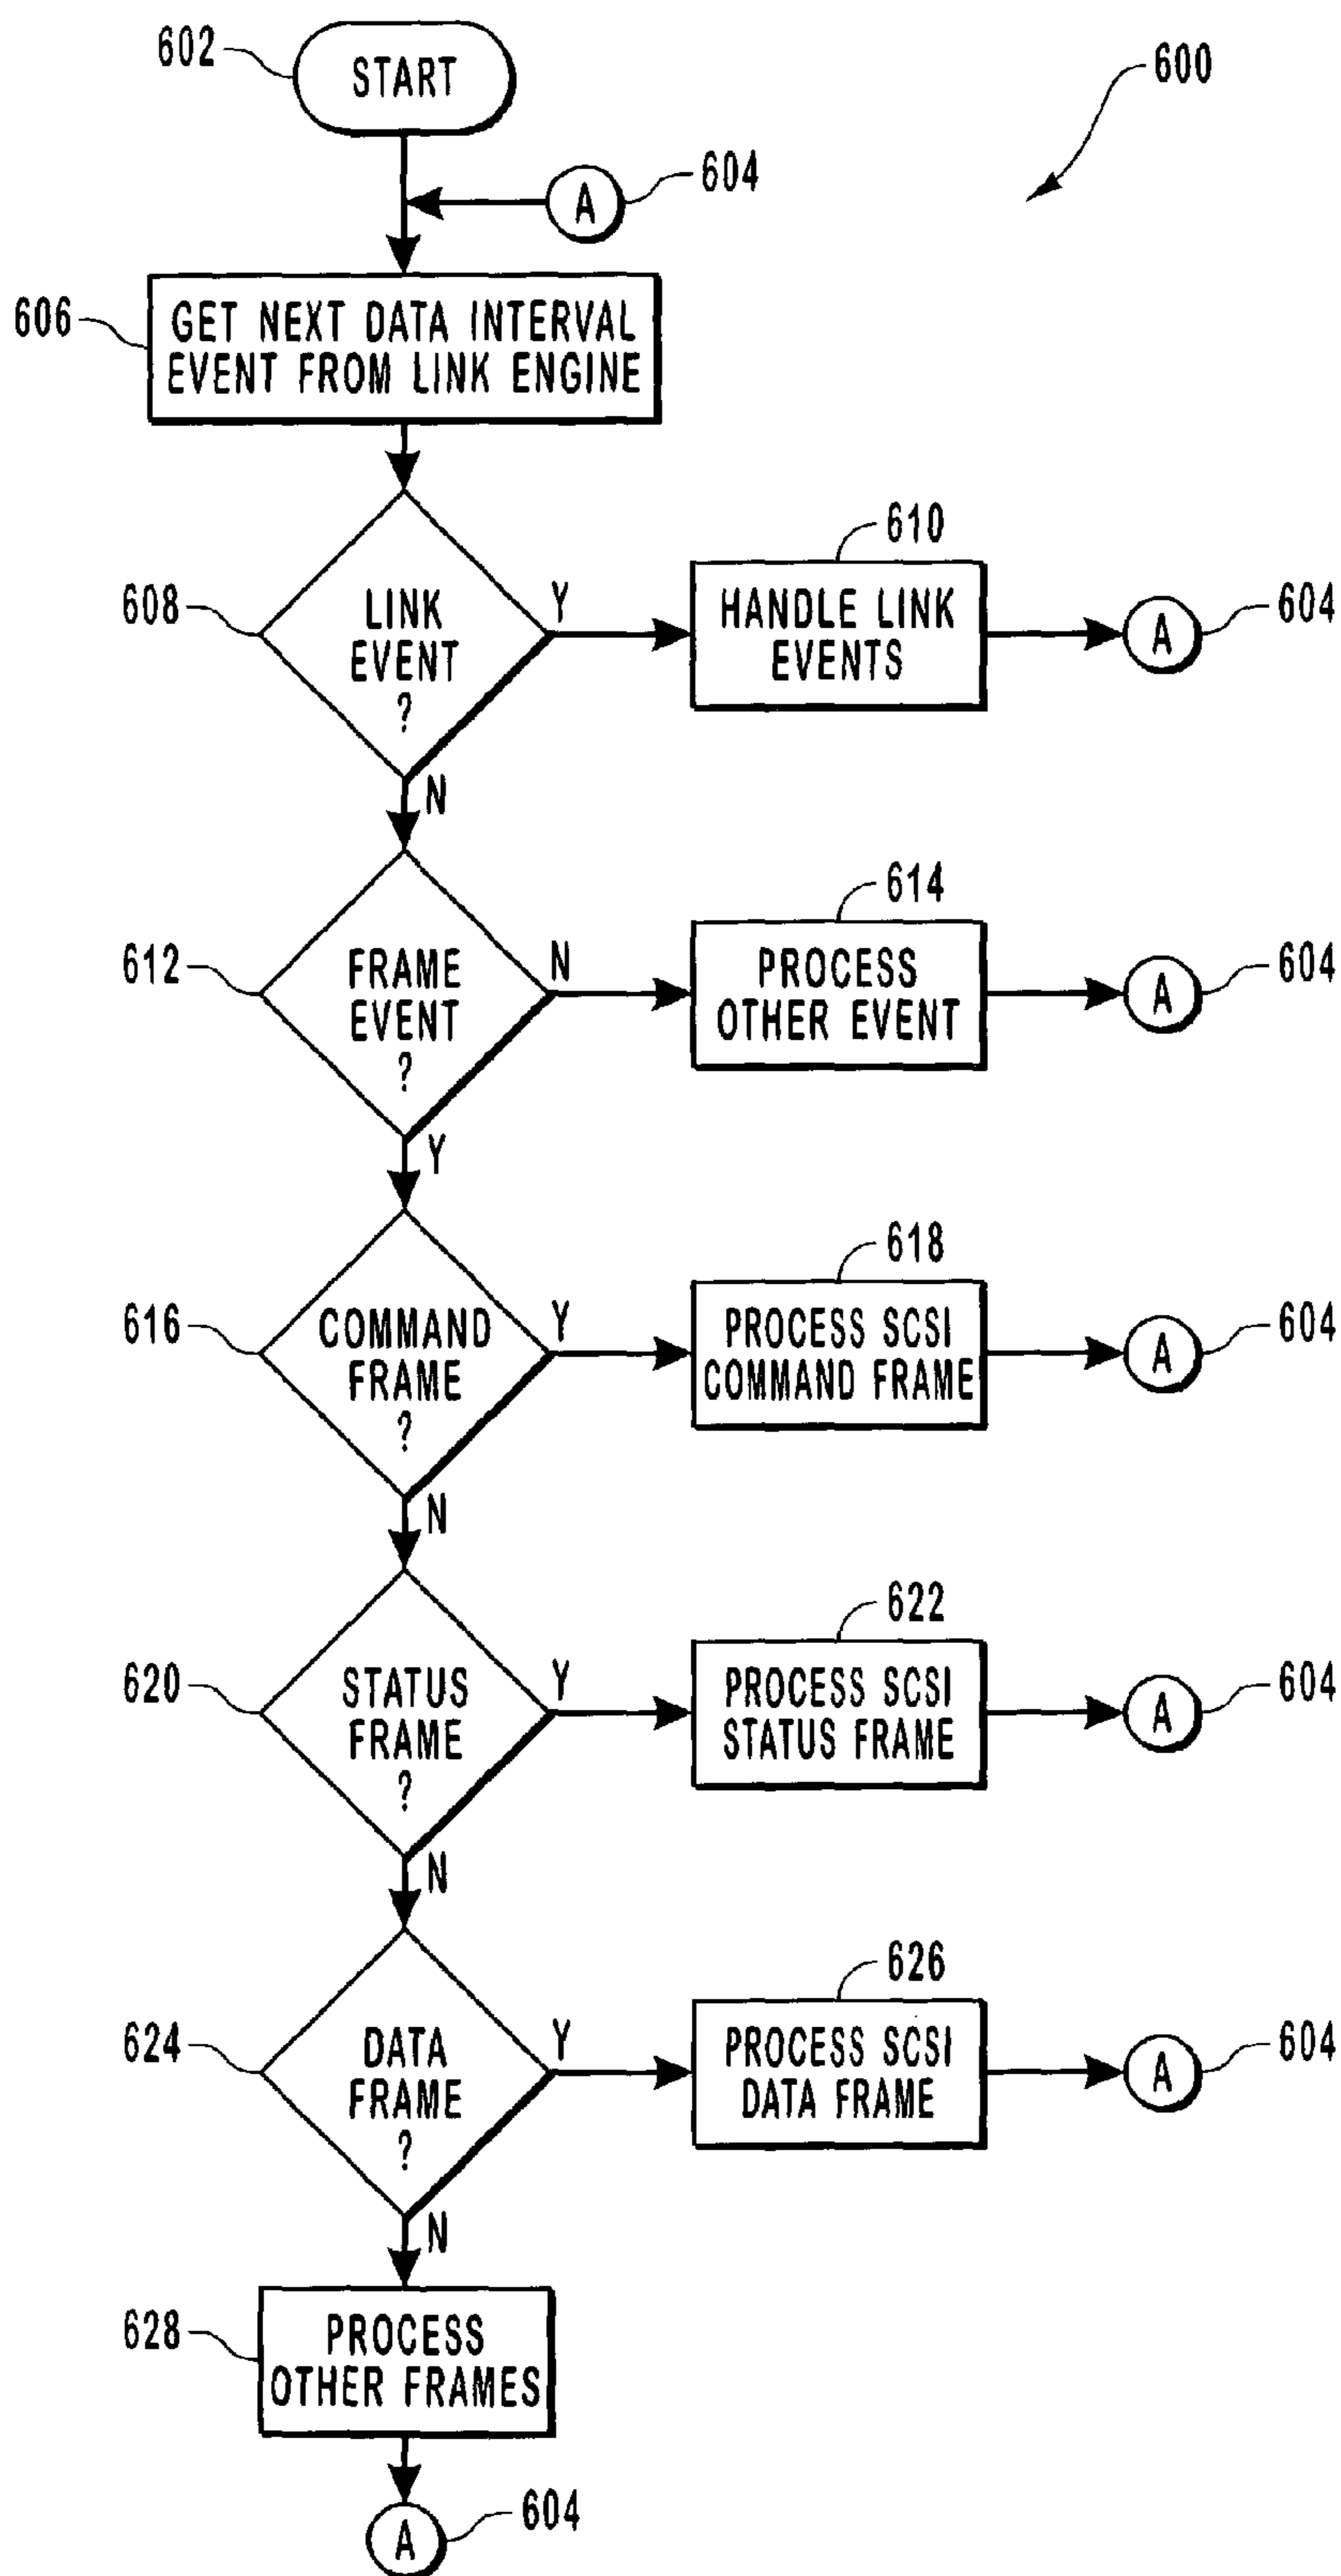 602
START
600
A
604
606
GET NEXT DATA INTERVAL
EVENT FROM LINK ENGINE
608
LINK
EVENT
?
Y
N
610
HANDLE LINK
EVENTS
A
604
612
FRAME
EVENT
?
N
Y
614
PROCESS
OTHER EVENT
A
604
616
COMMAND
FRAME
?
Y
N
618
PROCESS SCSI
COMMAND FRAME
A
604
620
STATUS
FRAME
?
Y
N
622
PROCESS SCSI
STATUS FRAME
A
604
624
DATA
FRAME
?
Y
N
626
PROCESS SCSI
DATA FRAME
A
604
628
PROCESS
OTHER FRAMES
A
604